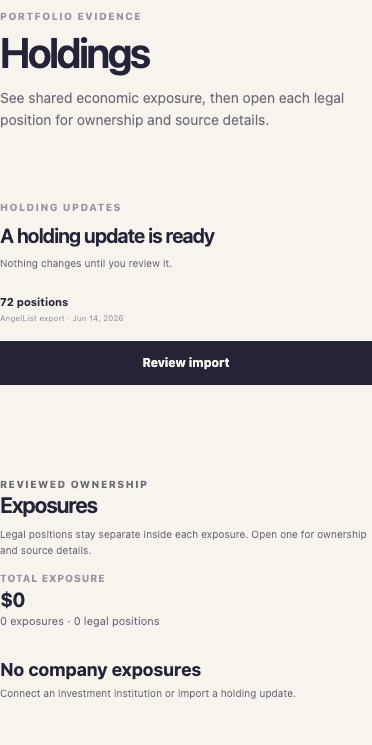 PORTFOLIO EVIDENCE
Holdings
See shared economic exposure, then open each legal
position for ownership and source details.
HOLDING UPDATES
A holding update is ready
Nothing changes until you review it.
72 positions
AngelList export · Jun 14, 2026
Review import
REVIEWED OWNERSHIP
Exposures
Legal positions stay separate inside each exposure. Open one for ownership
and source details.
TOTAL EXPOSURE
$0
0 exposures · 0 legal positions
No company exposures
Connect an investment institution or import a holding update.